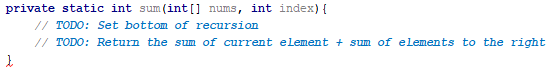 private static int sum(int[] nums, int index){
// TODO: Set bottom of recursion
// TODO: Return the sum of current element + sum of elements to the right
}